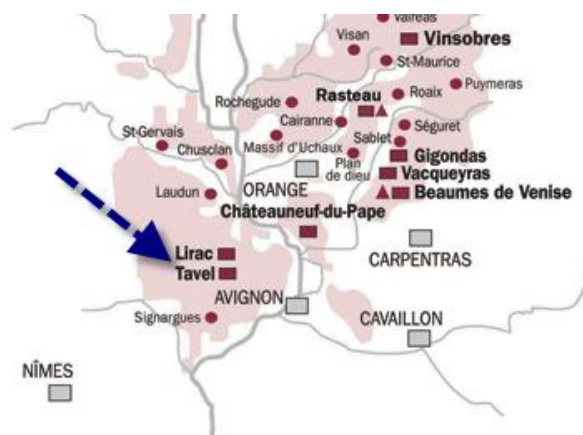 Valréas
Visan
Vinsobres
St-Maurice
Puymeras
Rochegude
Rasteau
Roaix
Cairanne
St-Gervais
Chusclan
Massif d'Uchaux
Sablet
Séguret
Plan
de dieu
Gigondas
Vacqueyras
Beaumes de Venise
Laudun
ORANGE
Châteauneuf-du-Pape
Lirac
Tavel
CARPENTRAS
AVIGNON
Signargues
CAVAILLON
NÎMES